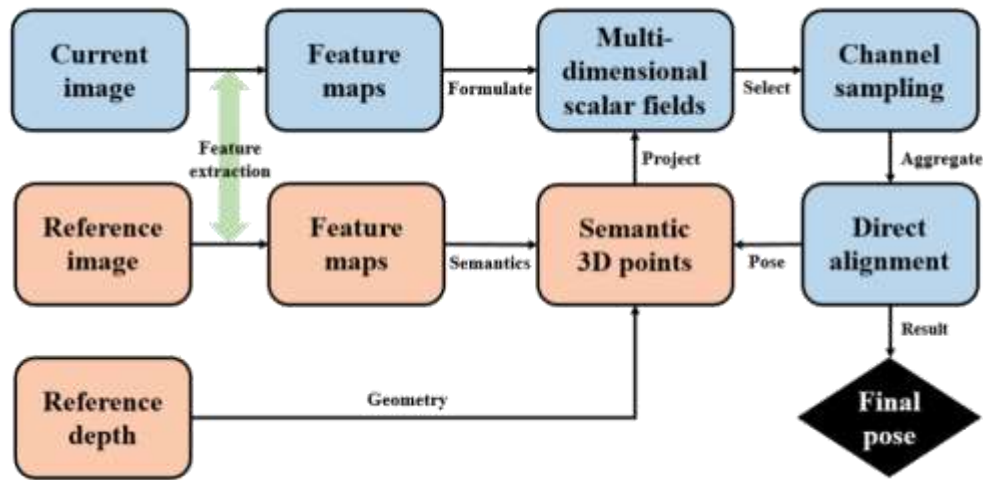 Current
image
Feature
maps
Formulate
Multi-
dimensional
scalar fields
Select
Channel
sampling
Feature
extraction
Project
Aggregate
Reference
image
Feature
maps
Semantics
Semantic
3D points
Pose
Direct
alignment
Result
Reference
depth
Geometry
Final
pose